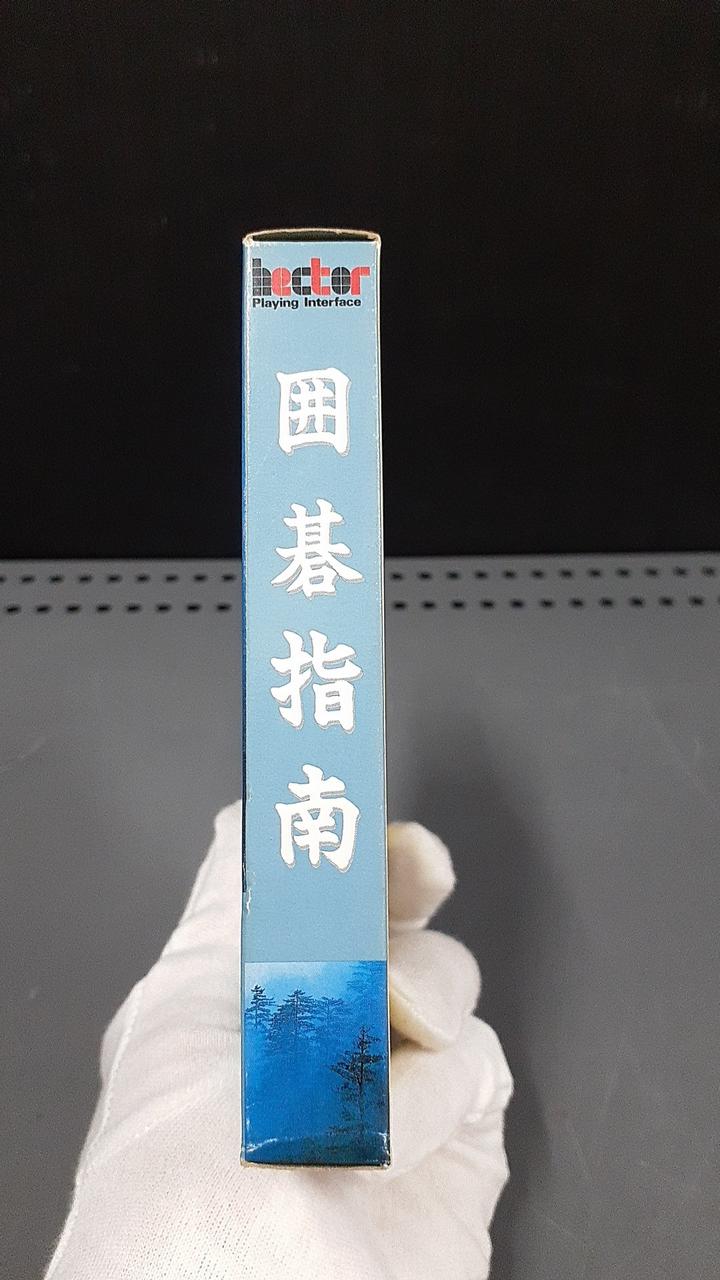 hector
Playing Interface
囲碁指南